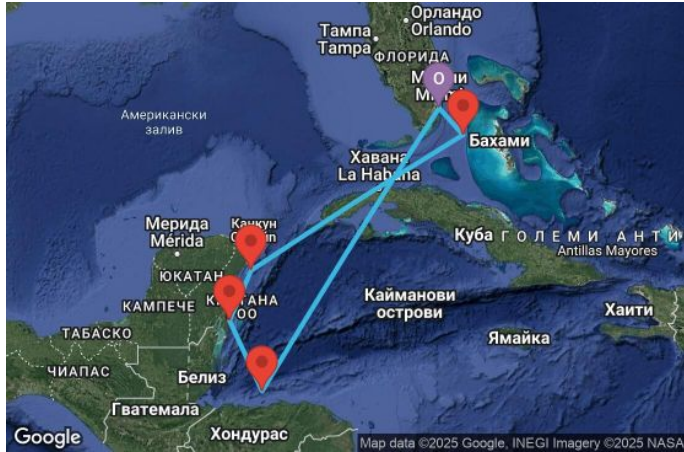 Орландо
Orlando
Тампа
Tampa
ФЛОРИДА
O
Американски
залив
Бахами
Хавана
La Habana
Мерида
Mérida
Канкун
Куба
ГОЛЕМИ АНТИ
Antillas Mayores
ЮКАТАН
КАМПЕЧЕ
ОО
Кайманови
острови
Хаити
ТАБАСКО
Ямайка
ЧИАПАС
Белиз
Гватемала
Хондурас
Google
Map data ©2025 Google, INEGI Imagery ©2025 NASA